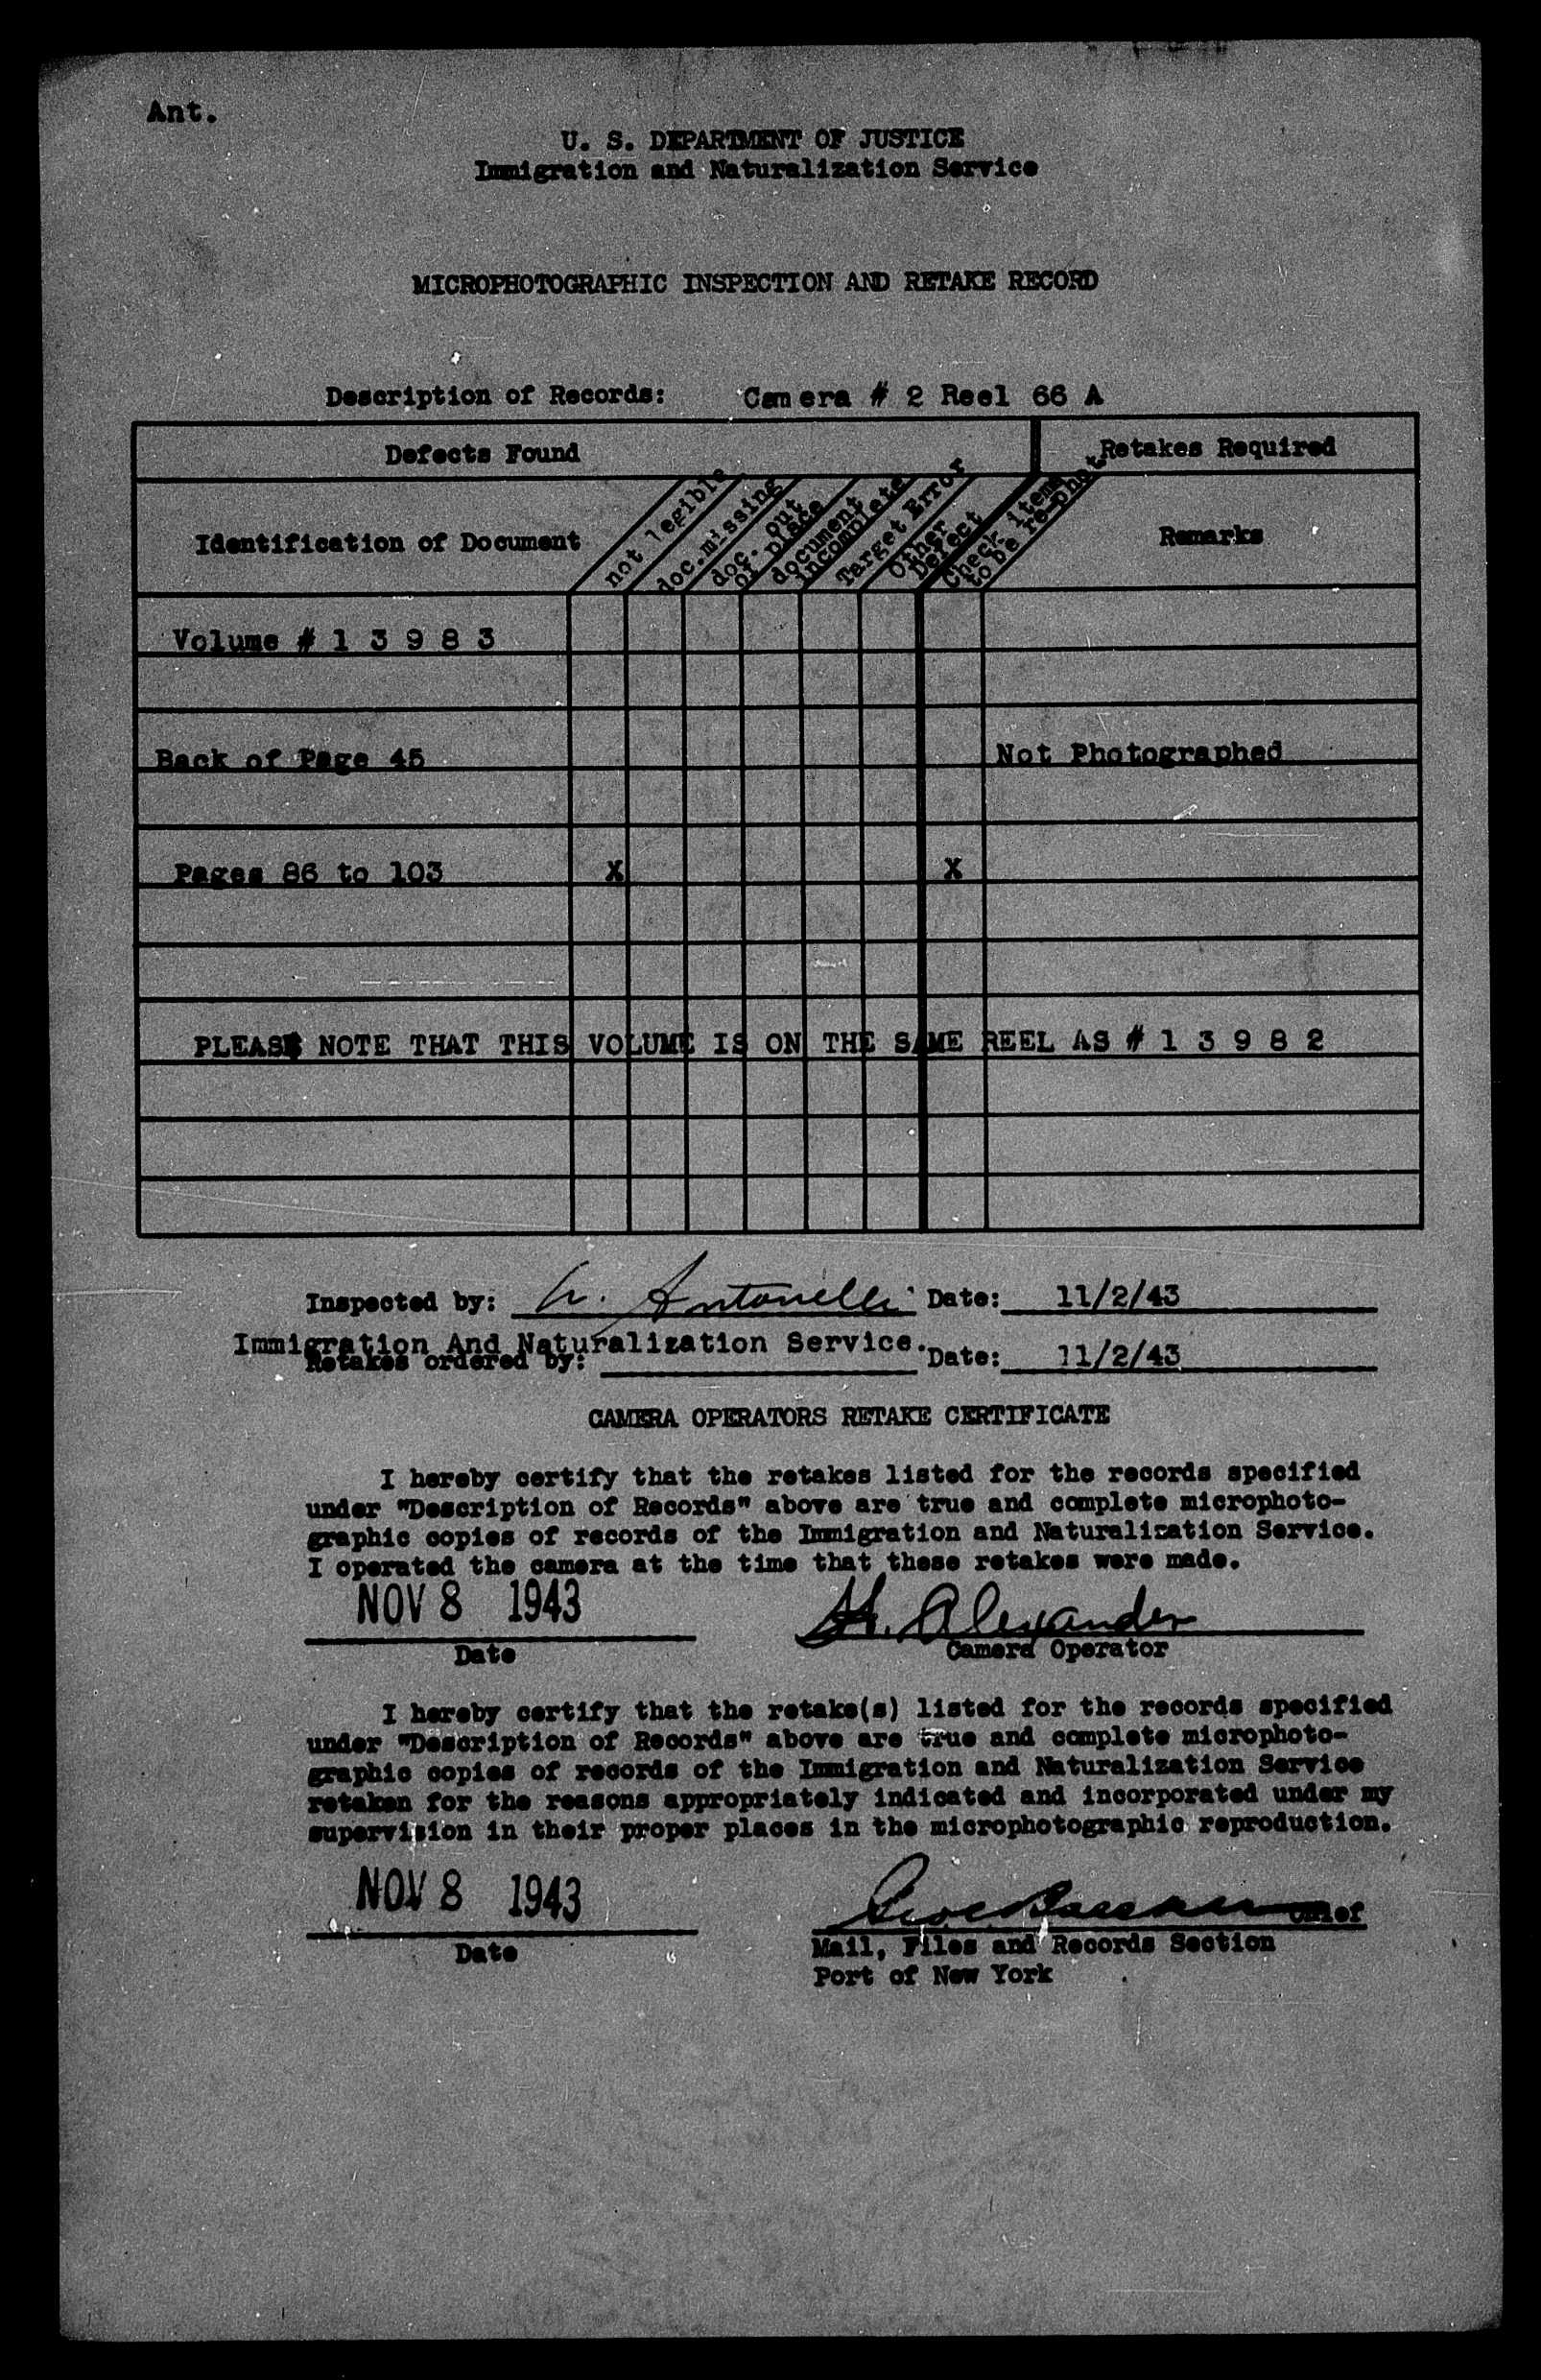 Ant.
U. S. DEPARTMENT OF JUSTICE
Immigration and Naturalization Service
MICROPHOTOGRAPHIC INSPECTION AND RETAKE RECORD
Description of Records: Camera # 2 Reel 66 A
Defects Found
Retakes Required
Identification of Document
not legible
doc.missing
doc. out
of place
document
incomplete
Target Error
Other
Defect
Check items
to be re-phot
Remarks
Volume # 1 3 9 8 3
Back of Page 45 Not Photographed
Pages 86 to 103 X X
PLEASE NOTE THAT THIS VOLUME IS ON THE SAME REEL AS # 1 3 9 8 2
Inspected by: Antonelli Date: 11/2/43
Immigration And Naturalization Service.
Retakes ordered by: Date: 11/2/43
CAMERA OPERATORS RETAKE CERTIFICATE
I hereby certify that the retakes listed for the records specified
under "Description of Records" above are true and complete microphoto-
graphic copies of records of the Immigration and Naturalization Service.
I operated the camera at the time that these retakes were made.
NOV 8 1943 Alexander
Date Camera Operator
I hereby certify that the retake(s) listed for the records specified
under "Description of Records" above are true and complete microphoto-
graphic copies of records of the Immigration and Naturalization Service
retaken for the reasons appropriately indicated and incorporated under my
supervision in their proper places in the microphotographic reproduction.
NOV 8 1943 Chief
Date Mail, Files and Records Section
Port of New York